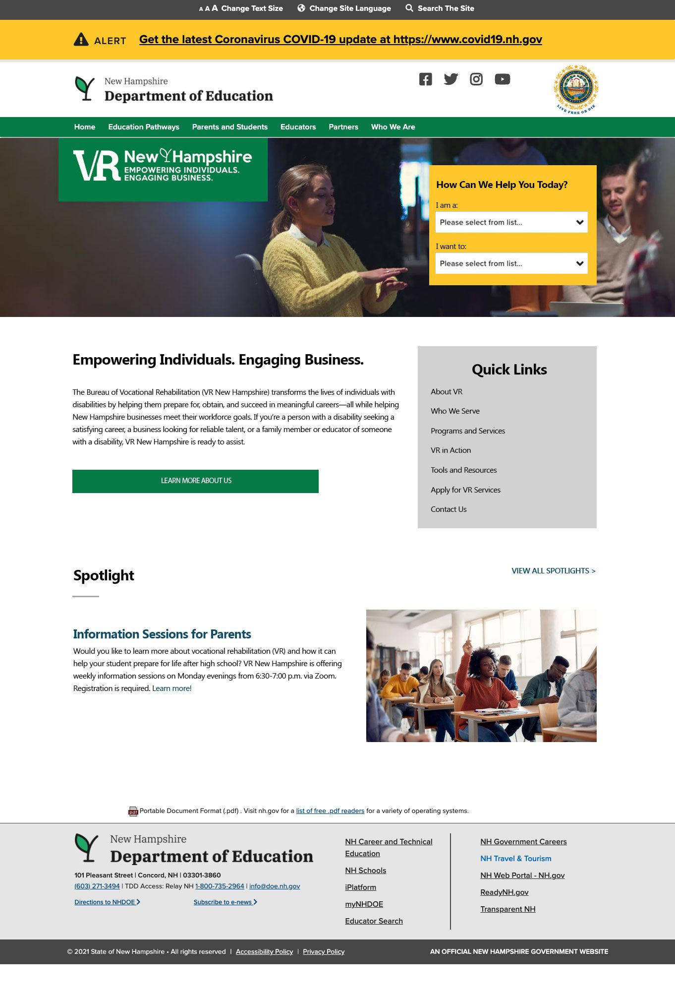 A A A Change Text Size Change Site Language Search The Site
ALERT Get the latest Coronavirus COVID-19 update at https://www.covid19.nh.gov
New Hampshire
Department of Education
LIVE FREE OR DIE
Home Education Pathways Parents and Students Educators Partners Who We Are
VR New Hampshire
EMPOWERING INDIVIDUALS.
ENGAGING BUSINESS.
How Can We Help You Today?
I am a:
Please select from list...
I want to:
Please select from list...
Empowering Individuals. Engaging Business.
The Bureau of Vocational Rehabilitation (VR New Hampshire) transforms the lives of individuals with
disabilities by helping them prepare for, obtain, and succeed in meaningful careers—all while helping
New Hampshire businesses meet their workforce goals. If you’re a person with a disability seeking a
satisfying career, a business looking for reliable talent, or a family member or educator of someone
with a disability, VR New Hampshire is ready to assist.
LEARN MORE ABOUT US
Quick Links
About VR
Who We Serve
Programs and Services
VR in Action
Tools and Resources
Apply for VR Services
Contact Us
Spotlight
VIEW ALL SPOTLIGHTS >
Information Sessions for Parents
Would you like to learn more about vocational rehabilitation (VR) and how it can
help your student prepare for life after high school? VR New Hampshire is offering
weekly information sessions on Monday evenings from 6:30-7:00 p.m. via Zoom.
Registration is required. Learn more!
pdf Portable Document Format (.pdf) . Visit nh.gov for a list of free .pdf readers for a variety of operating systems.
New Hampshire
Department of Education
101 Pleasant Street | Concord, NH | 03301-3860
(603) 271-3494 | TDD Access: Relay NH 1-800-735-2964 | info@doe.nh.gov
Directions to NHDOE Subscribe to e-news
NH Career and Technical
Education
NH Schools
iPlatform
myNHDOE
Educator Search
NH Government Careers
NH Travel & Tourism
NH Web Portal - NH.gov
ReadyNH.gov
Transparent NH
© 2021 State of New Hampshire • All rights reserved | Accessibility Policy | Privacy Policy
AN OFFICIAL NEW HAMPSHIRE GOVERNMENT WEBSITE